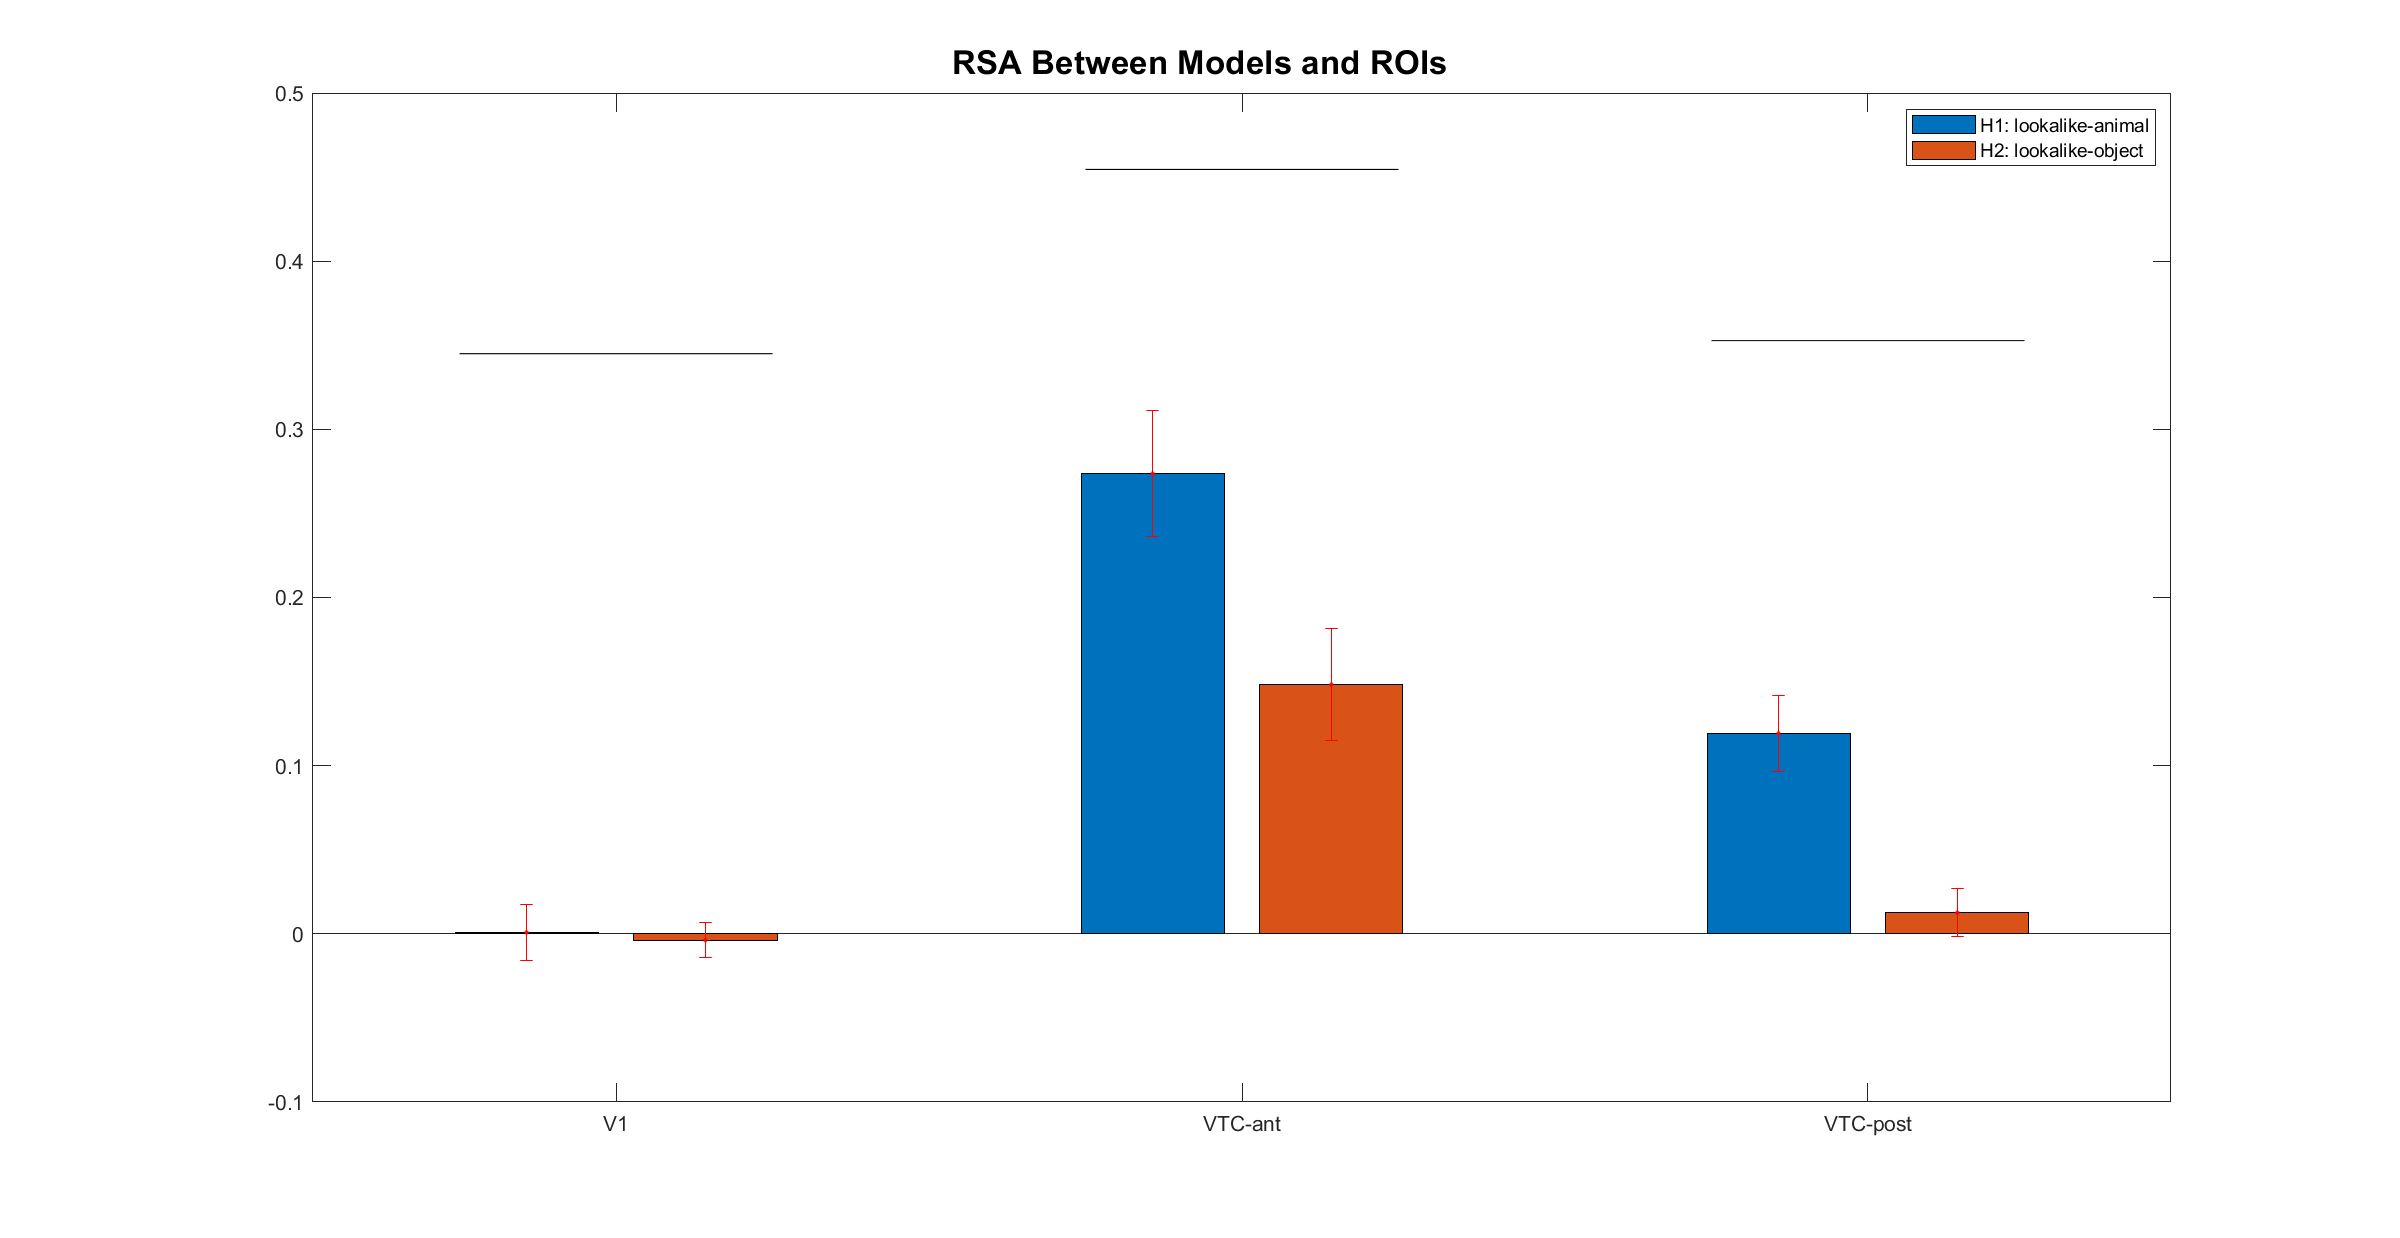 RSA Between Models and ROIs
0.5
0.4
0.3
0.2
0.1
0
-0.1
H1: lookalike-animal
H2: lookalike-object
V1
VTC-ant
VTC-post